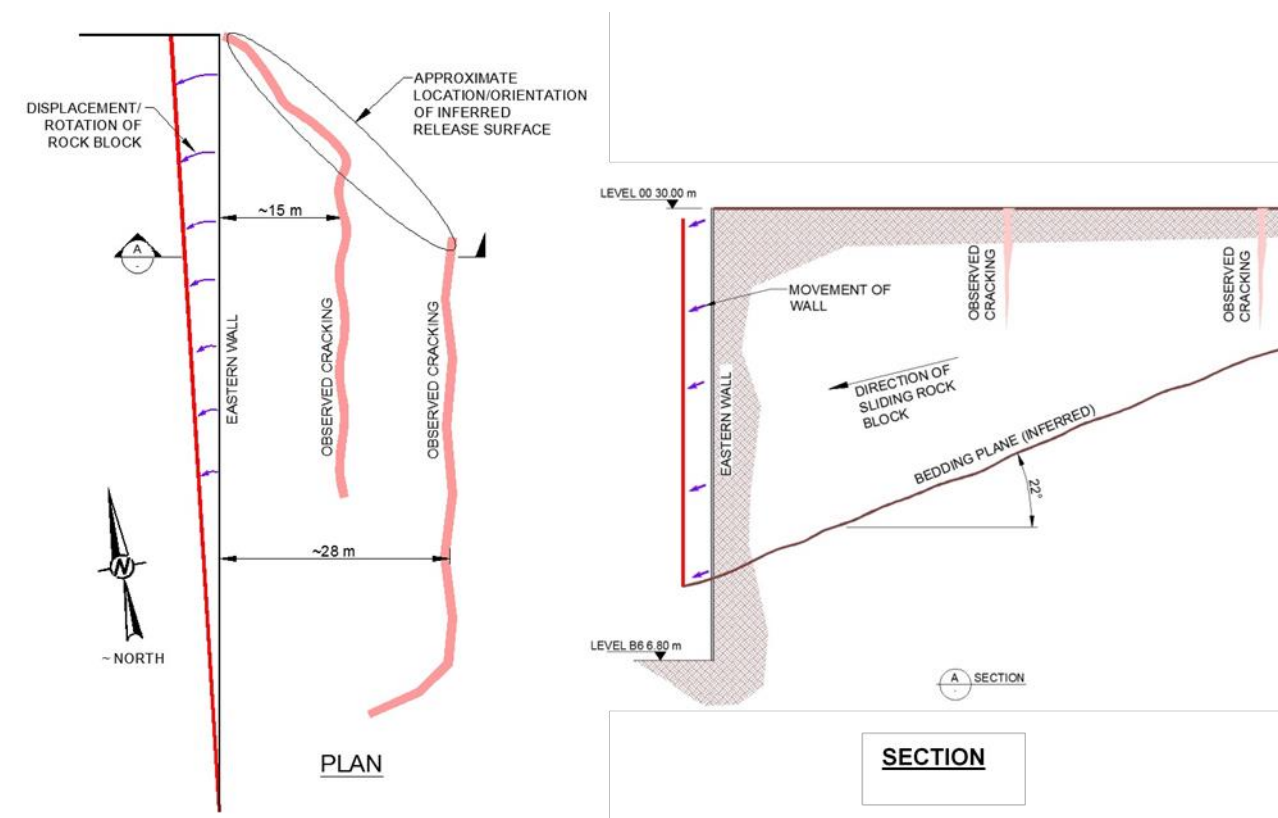 APPROXIMATE
LOCATION/ORIENTATION
OF INFERRED
RELEASE SURFACE
DISPLACEMENT/
ROTATION OF
ROCK BLOCK
~15 m
A
-
EASTERN WALL
OBSERVED CRACKING
OBSERVED CRACKING
~28 m
N
~ NORTH
PLAN
LEVEL 00 30.00 m
OBSERVED
CRACKING
OBSERVED
CRACKING
MOVEMENT OF
WALL
DIRECTION OF
SLIDING ROCK
BLOCK
EASTERN WALL
BEDDING PLANE (INFERRED)
22°
LEVEL B6 6.80 m
A
-
SECTION
SECTION